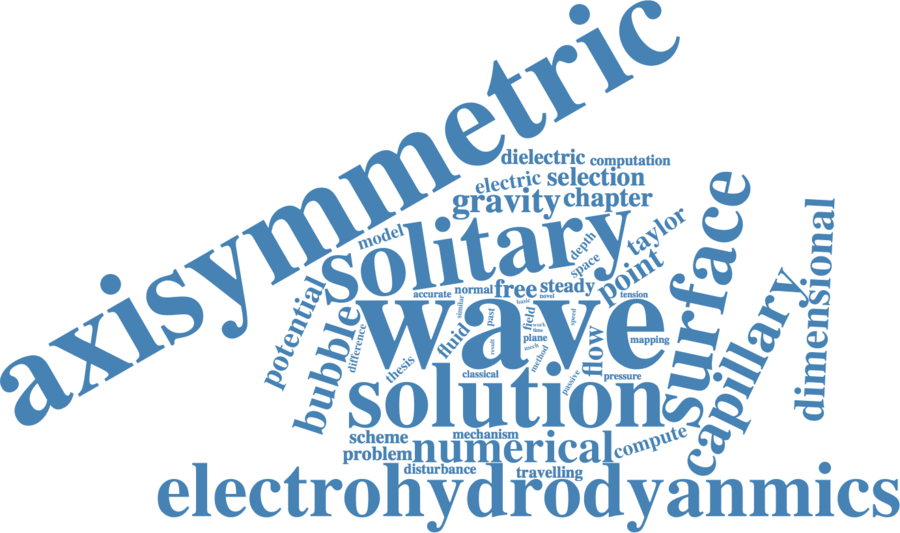 axisymmetric
dielectric
computation
electric
selection
gravity
chapter
model
solitary
depth
taylor
space
point
surface
dimensional
potential
accurate
normal
free
steady
basic
novel
tension
wave
similar
past
field
work
time
speed
bubble
difference
fluid
plane
flow
mapping
capillary
result
mech
method
thesis
classical
passive
pressure
solution
scheme
mechanism
numerical
compute
problem
disturbance
travelling
electrohydrodyanmics